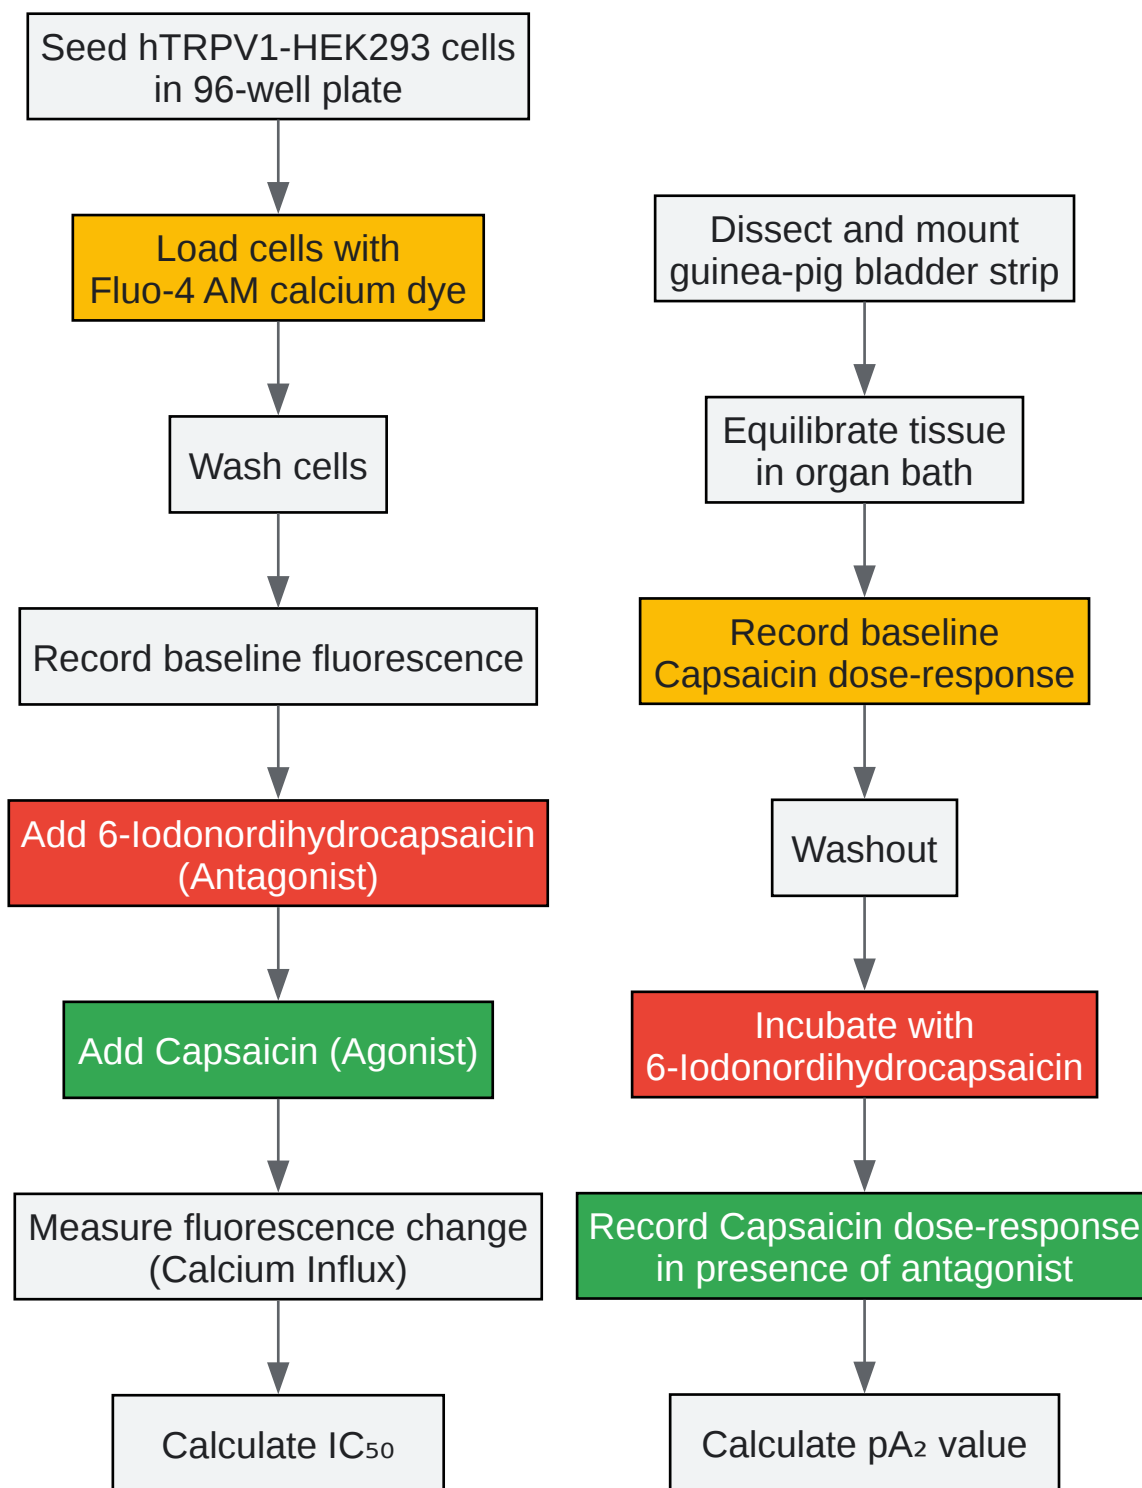 Seed hTRPV1-HEK293 cells
in 96-well plate
Load cells with
Fluo-4 AM calcium dye
Wash cells
Record baseline fluorescence
Add 6-Iodonordihydrocapsaicin
(Antagonist)
Add Capsaicin (Agonist)
Measure fluorescence change
(Calcium Influx)
Calculate IC₅₀
Dissect and mount
guinea-pig bladder strip
Equilibrate tissue
in organ bath
Record baseline
Capsaicin dose-response
Washout
Incubate with
6-Iodonordihydrocapsaicin
Record Capsaicin dose-response
in presence of antagonist
Calculate pA₂ value